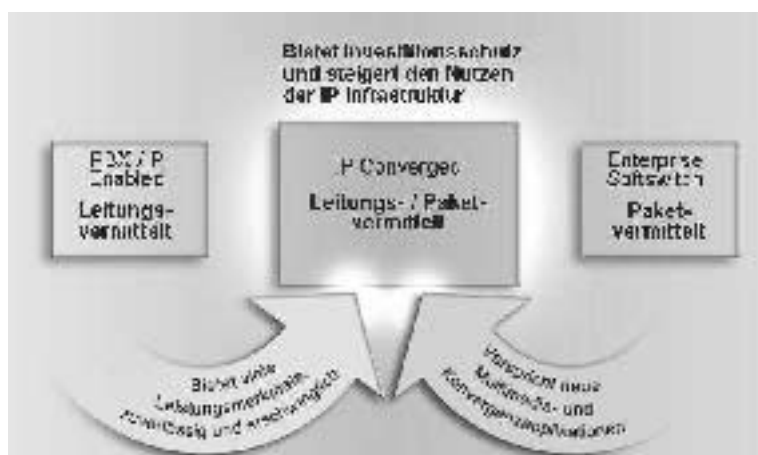 Bietet Investitionsschutz
und steigert den Nutzen
der IP Infrastruktur
PBX / IP
Enabled
Leitungs-
vermittelt
IP Converged
Leitungs- / Paket-
vermittelt
Enterprise
Softswitch
Paket-
vermittelt
Bietet viele
Leistungsmerkmale,
zuverlässig und erschwinglich
Verspricht neue
Multimedia- und
Konvergenzapplikationen